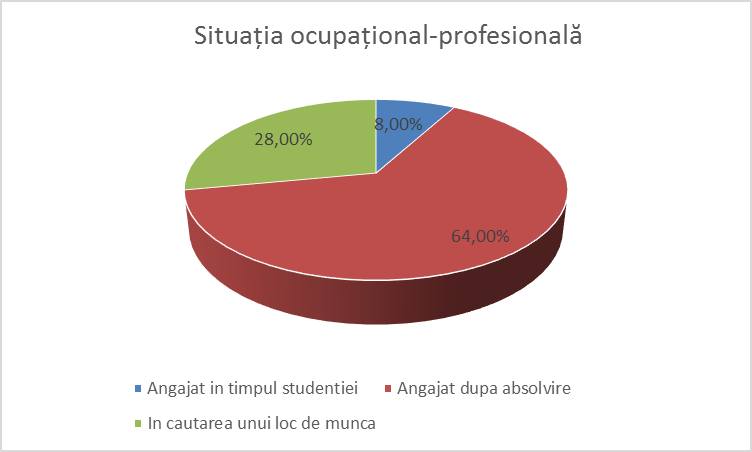 Situația ocupațional-profesională
8,00%
28,00%
64,00%
Angajat in timpul studentiei
Angajat dupa absolvire
In cautarea unui loc de munca